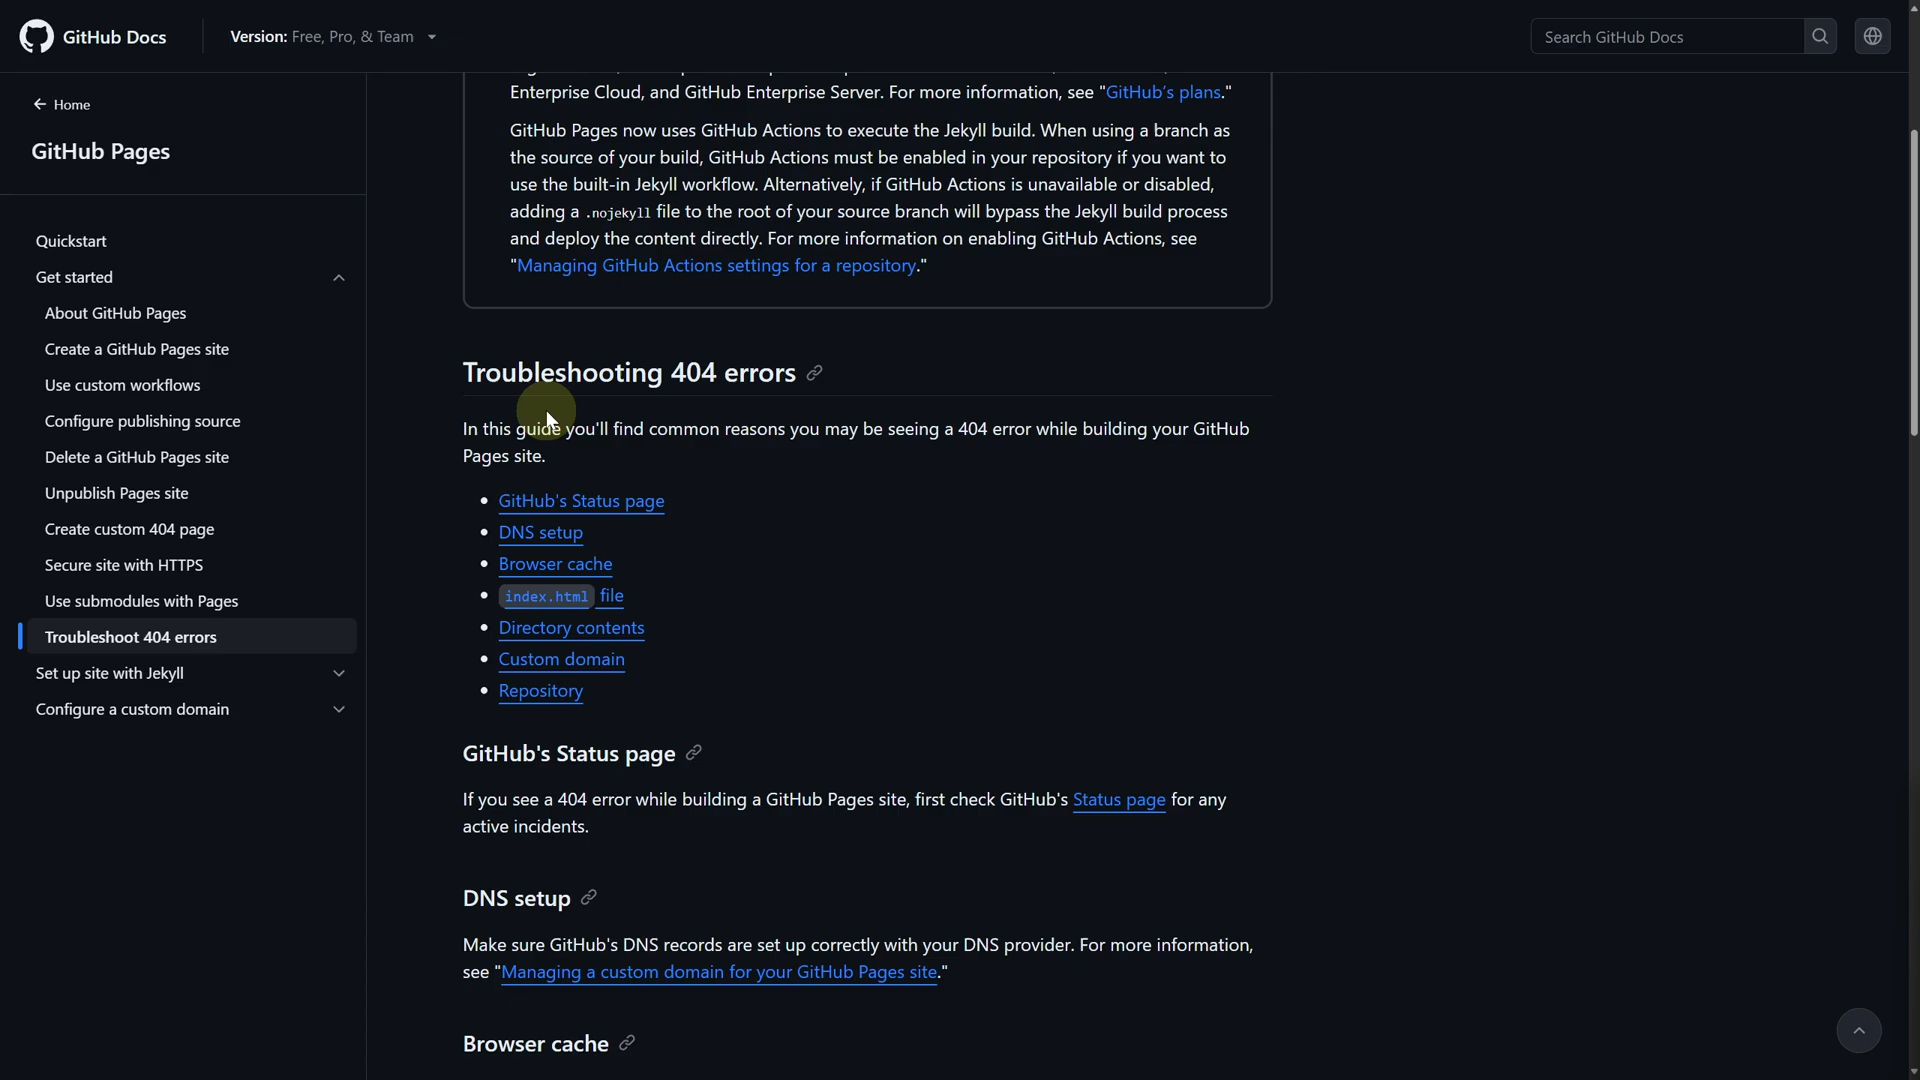 GitHub Docs
Version: Free, Pro, & Team
Search GitHub Docs
Home
GitHub Pages
Quickstart
Get started
About GitHub Pages
Create a GitHub Pages site
Use custom workflows
Configure publishing source
Delete a GitHub Pages site
Unpublish Pages site
Create custom 404 page
Secure site with HTTPS
Use submodules with Pages
Troubleshoot 404 errors
Set up site with Jekyll
Configure a custom domain
Enterprise Cloud, and GitHub Enterprise Server. For more information, see "GitHub's plans."
GitHub Pages now uses GitHub Actions to execute the Jekyll build. When using a branch as
the source of your build, GitHub Actions must be enabled in your repository if you want to
use the built-in Jekyll workflow. Alternatively, if GitHub Actions is unavailable or disabled,
adding a .nojekyll file to the root of your source branch will bypass the Jekyll build process
and deploy the content directly. For more information on enabling GitHub Actions, see
"Managing GitHub Actions settings for a repository."
Troubleshooting 404 errors
In this guide you'll find common reasons you may be seeing a 404 error while building your GitHub
Pages site.
• GitHub's Status page
• DNS setup
• Browser cache
• index.html file
• Directory contents
• Custom domain
• Repository
GitHub's Status page
If you see a 404 error while building a GitHub Pages site, first check GitHub's Status page for any
active incidents.
DNS setup
Make sure GitHub's DNS records are set up correctly with your DNS provider. For more information,
see "Managing a custom domain for your GitHub Pages site."
Browser cache